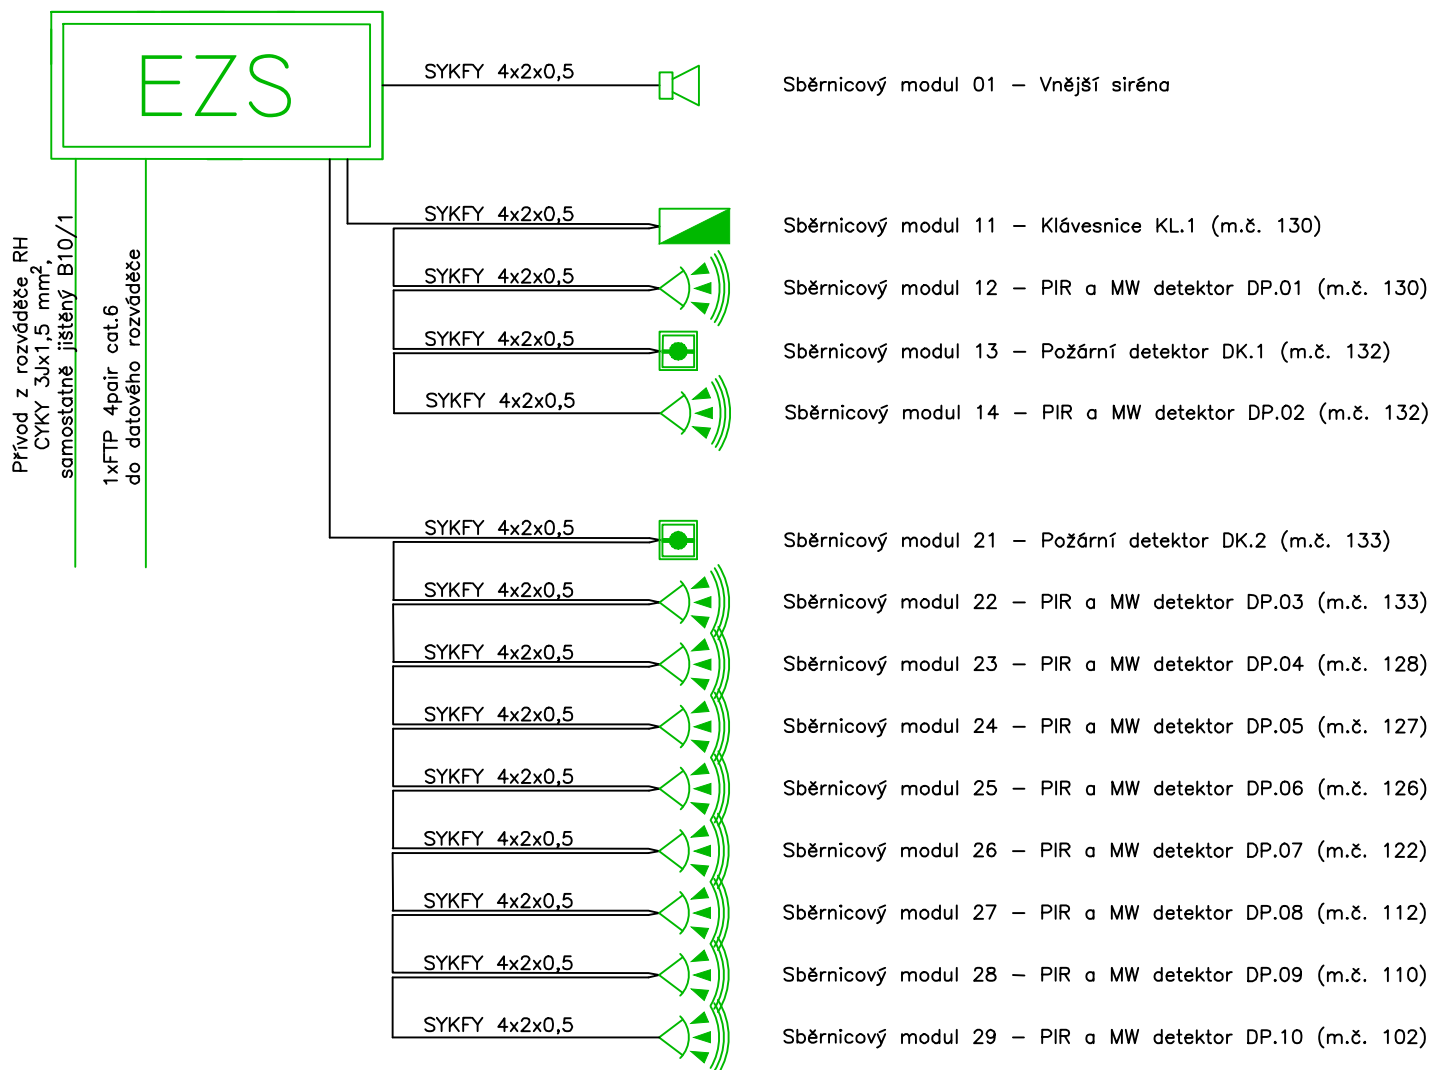 EZS
SYKFY 4x2x0,5
Sběrnicový modul 01 – Vnější siréna
SYKFY 4x2x0,5
Sběrnicový modul 11 – Klávesnice KL.1 (m.č. 130)
SYKFY 4x2x0,5
Sběrnicový modul 12 – PIR a MW detektor DP.01 (m.č. 130)
SYKFY 4x2x0,5
Sběrnicový modul 13 – Požární detektor DK.1 (m.č. 132)
SYKFY 4x2x0,5
Sběrnicový modul 14 – PIR a MW detektor DP.02 (m.č. 132)
Přívod z rozváděče RH
CYKY 3Jx1,5 mm²,
samostatně jištěný B10/1
1xFTP 4pair cat.6
do datového rozváděče
SYKFY 4x2x0,5
Sběrnicový modul 21 – Požární detektor DK.2 (m.č. 133)
SYKFY 4x2x0,5
Sběrnicový modul 22 – PIR a MW detektor DP.03 (m.č. 133)
SYKFY 4x2x0,5
Sběrnicový modul 23 – PIR a MW detektor DP.04 (m.č. 128)
SYKFY 4x2x0,5
Sběrnicový modul 24 – PIR a MW detektor DP.05 (m.č. 127)
SYKFY 4x2x0,5
Sběrnicový modul 25 – PIR a MW detektor DP.06 (m.č. 126)
SYKFY 4x2x0,5
Sběrnicový modul 26 – PIR a MW detektor DP.07 (m.č. 122)
SYKFY 4x2x0,5
Sběrnicový modul 27 – PIR a MW detektor DP.08 (m.č. 112)
SYKFY 4x2x0,5
Sběrnicový modul 28 – PIR a MW detektor DP.09 (m.č. 110)
SYKFY 4x2x0,5
Sběrnicový modul 29 – PIR a MW detektor DP.10 (m.č. 102)